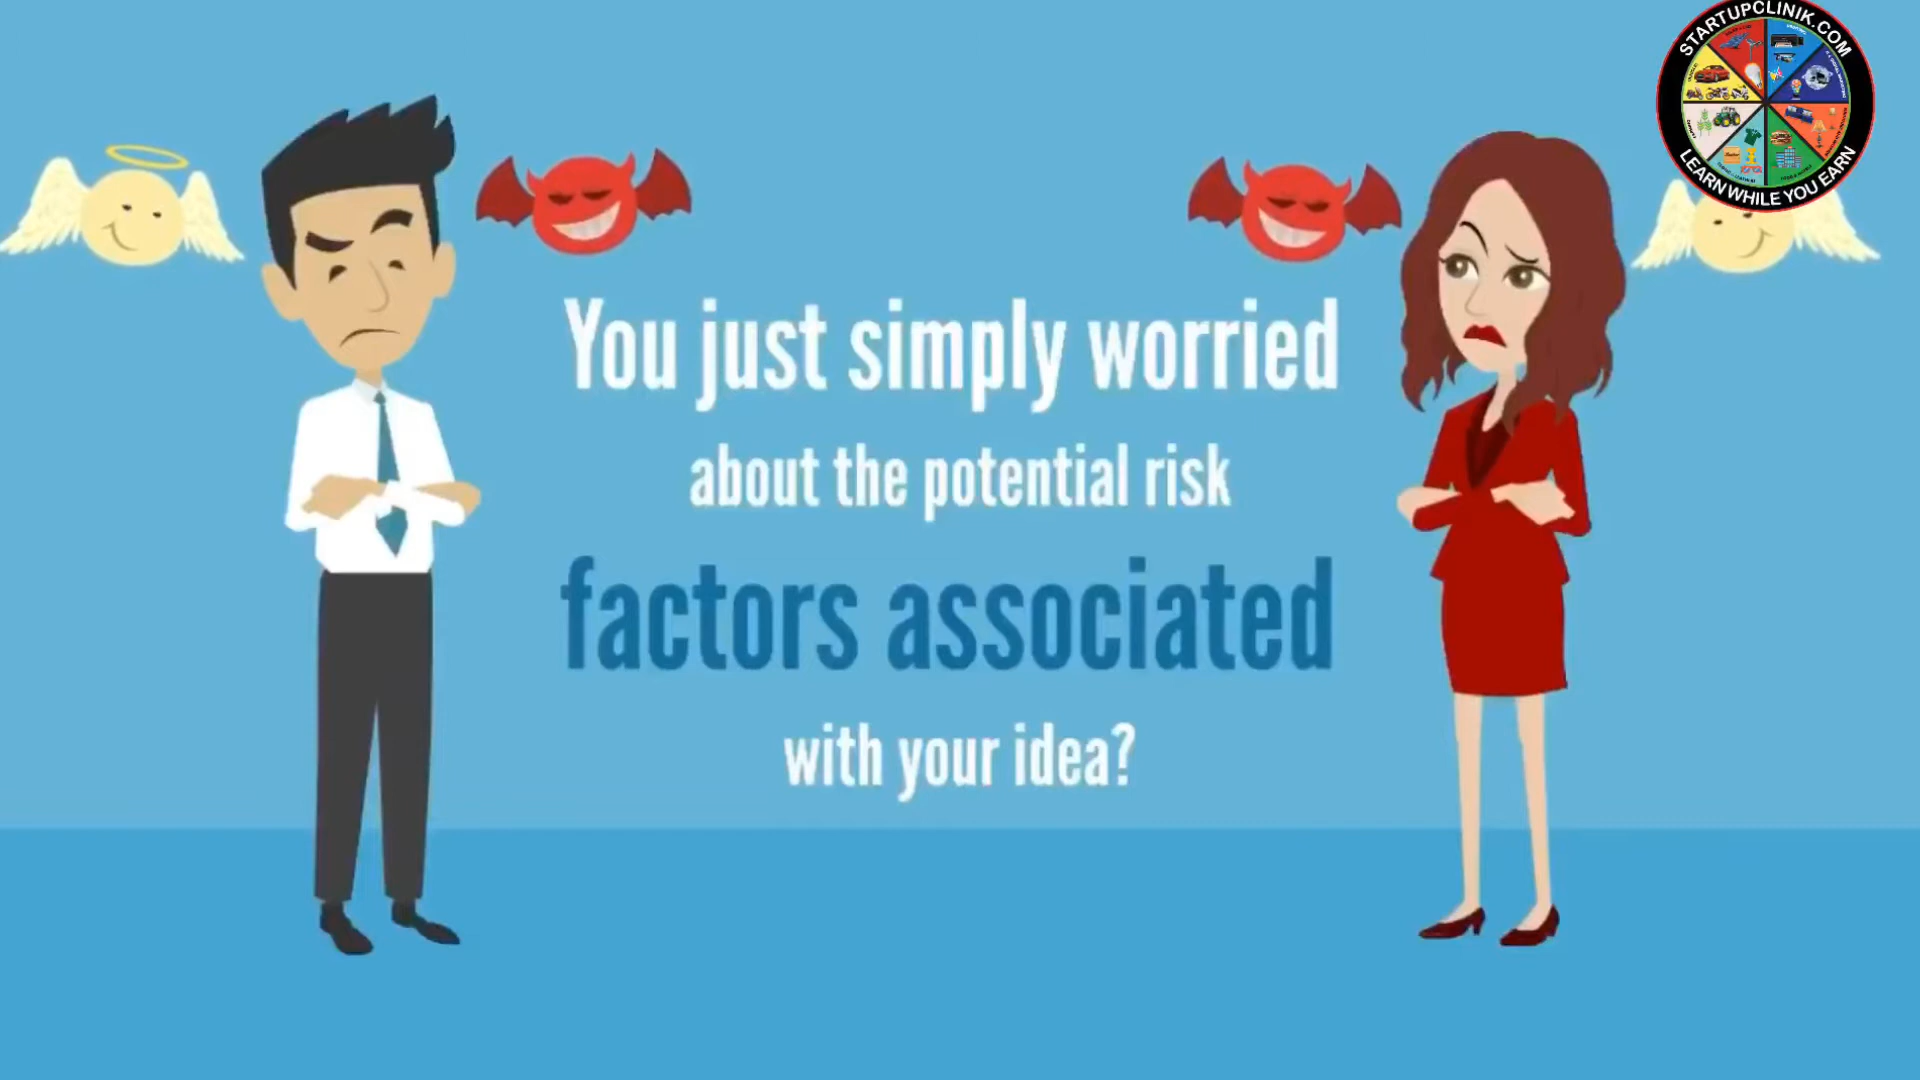 STARTUPCLINIK.COM
LEARN WHILE YOU EARN
You just simply worried
about the potential risk
factors associated
with your idea?